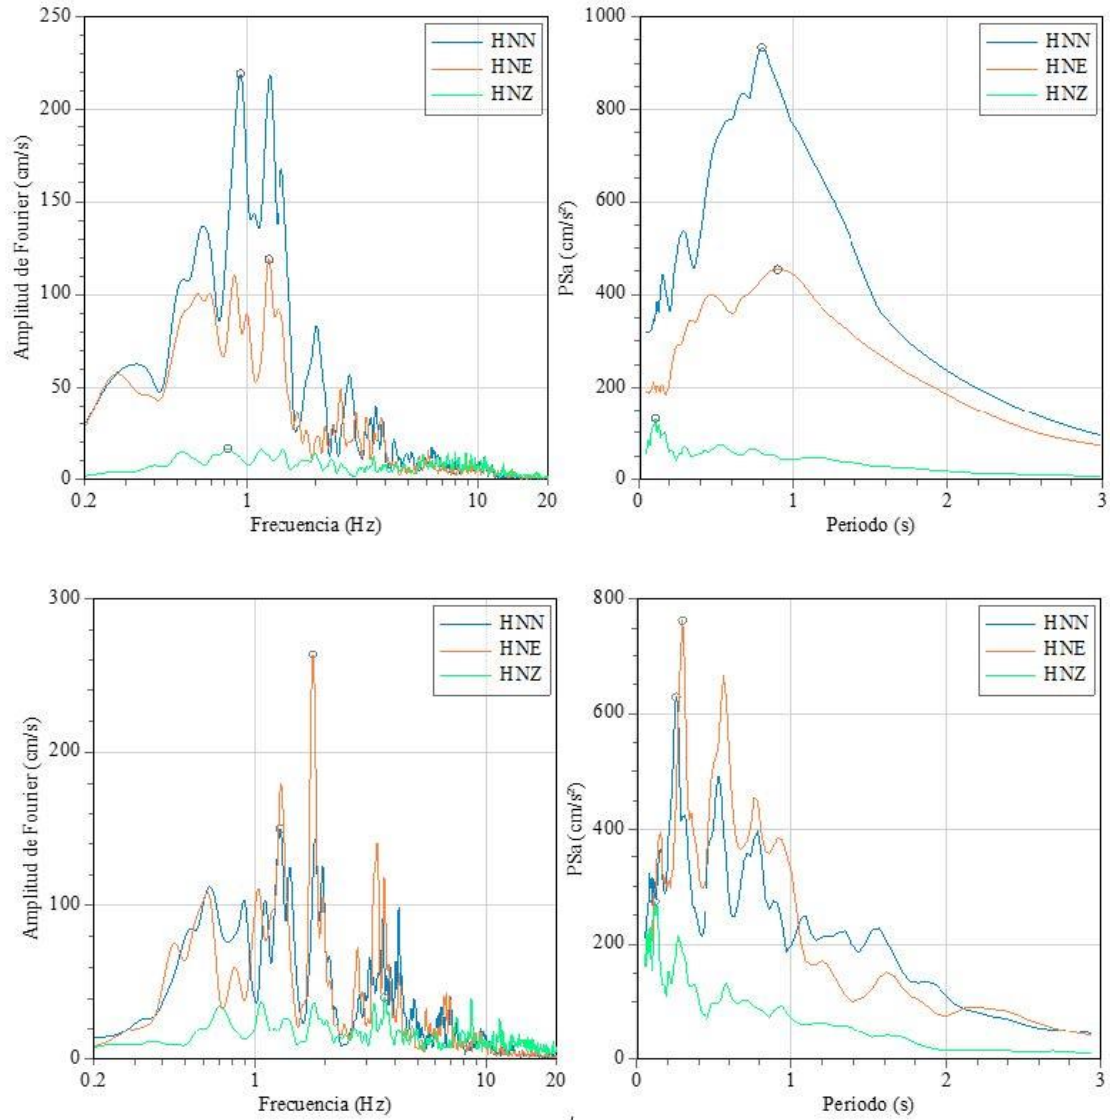 250
200
150
100
50
0
Amplitud de Fourier (cm/s)
HNN
HNE
HNZ
0.2
1
10
20
Frecuencia (Hz)
1000
800
600
400
200
0
PSa (cm/s²)
HNN
HNE
HNZ
0
1
2
3
Periodo (s)
300
200
100
0
Amplitud de Fourier (cm/s)
HNN
HNE
HNZ
0.2
1
10
20
Frecuencia (Hz)
800
600
400
200
0
PSa (cm/s²)
HNN
HNE
HNZ
0
1
2
3
Periodo (s)